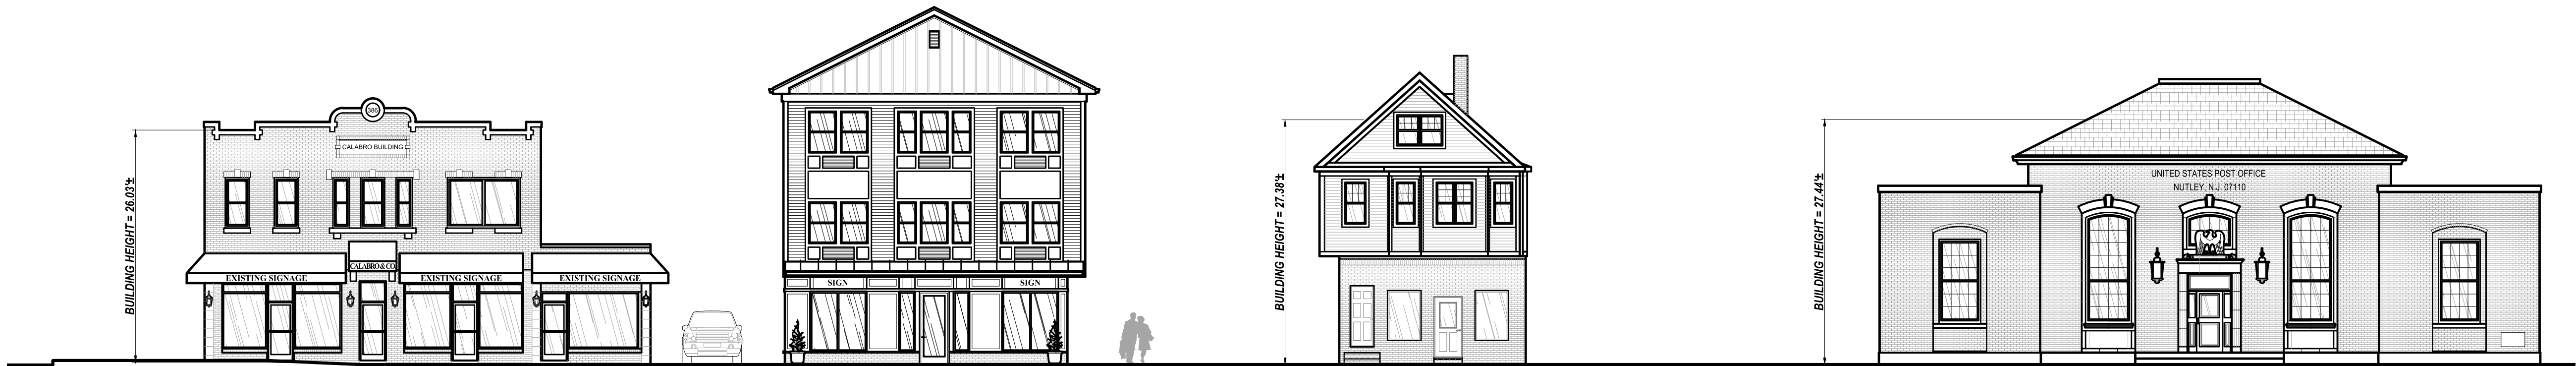 BUILDING HEIGHT = 26.03'±
386
CALABRO BUILDING
CALABRO & CO.
EXISTING SIGNAGE
EXISTING SIGNAGE
EXISTING SIGNAGE
SIGN
SIGN
BUILDING HEIGHT = 27.38'±
BUILDING HEIGHT = 27.44'±
UNITED STATES POST OFFICE
NUTLEY, N.J. 07110